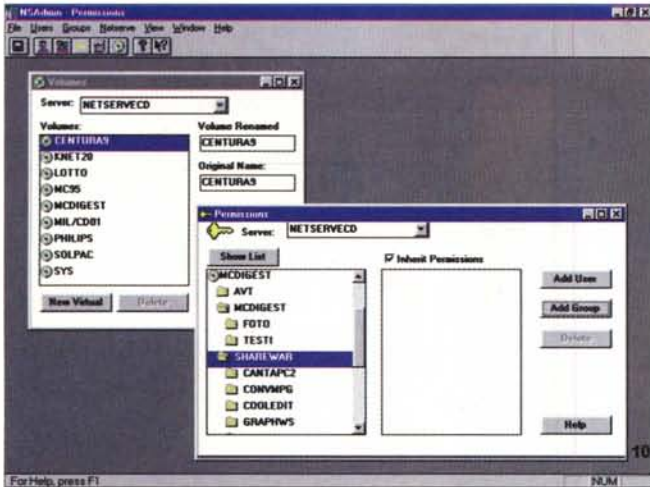 NSAdmin - Permissions
File Users Groups Netserve View Window Help
Volumes
Server: NETSERVECD
Volumes:
CENTURA9
KNET20
LOTTO
MC95
MCDIGEST
MIL/CD01
PHILIPS
SOLPAC
SYS
Volume Renamed
CENTURA9
Original Name:
CENTURA9
New Virtual
Delete
Permissions
Server: NETSERVECD
Show List
Inherit Permissions
MCDIGEST
AVT
MCDIGEST
FOTO
TESTI
SHAREWAR
CANTAPC2
CONVMPG
COOLEDIT
GRAPHWS
Add User
Add Group
Delete
Help
10
For Help, press F1
NUM